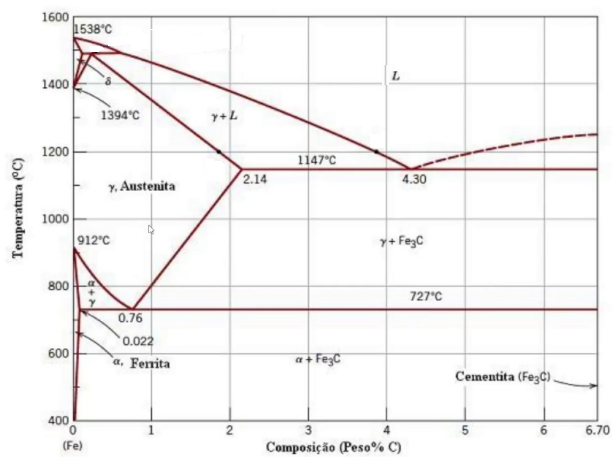 1600
1538°C
δ
L
1400
1394°C
γ + L
1200
1147°C
2.14
4.30
γ, Austenita
1000
Temperatura (°C)
912°C
γ + Fe₃C
800
α
+
γ
727°C
0.76
0.022
600
α, Ferrita
α + Fe₃C
Cementita (Fe₃C)
400
0
1
2
3
4
5
6
6.70
(Fe)
Composição (Peso% C)